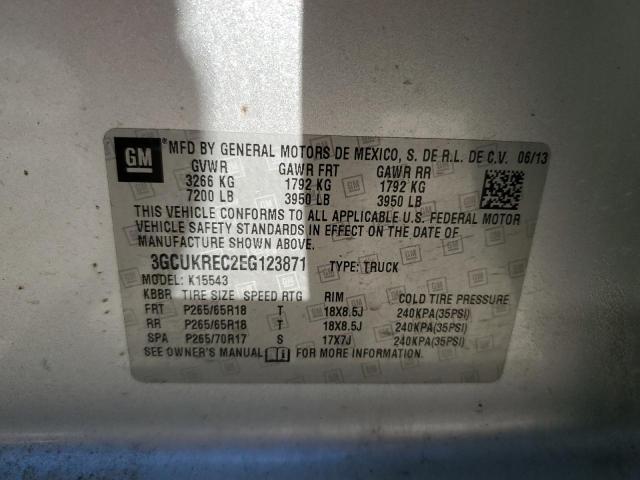 GM ®MFD BY GENERAL MOTORS DE MEXICO, S. DE R.L. DE C.V. 06/13
GVWR GAWR FRT GAWR RR
3266 KG 1792 KG 1792 KG
7200 LB 3950 LB 3950 LB
THIS VEHICLE CONFORMS TO ALL APPLICABLE U.S. FEDERAL MOTOR
VEHICLE SAFETY STANDARDS IN EFFECT ON THE DATE OF
MANUFACTURE SHOWN ABOVE.
3GCUKREC2EG123871 TYPE: TRUCK
MODEL: K15543
KBBR TIRE SIZE SPEED RTG RIM COLD TIRE PRESSURE
FRT P265/65R18 T 18X8.5J 240KPA(35PSI)
RR P265/65R18 T 18X8.5J 240KPA(35PSI)
SPA P265/70R17 S 17X7J 240KPA(35PSI)
SEE OWNER'S MANUAL FOR MORE INFORMATION.